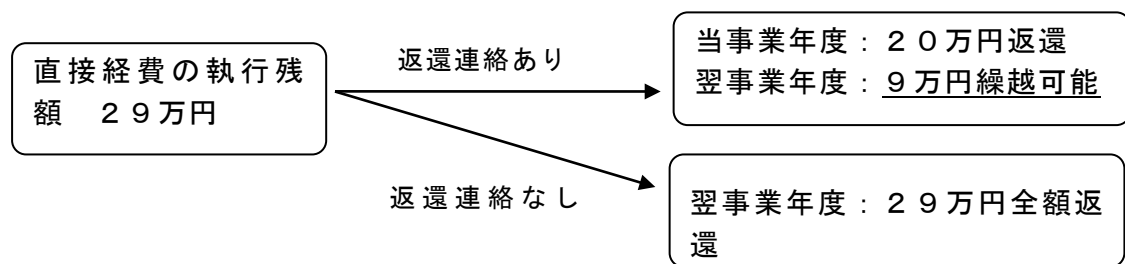 直接経費の執行残
額　２９万円
返還連絡あり
当事業年度：２０万円返還
翌事業年度：９万円繰越可能
返還連絡なし
翌事業年度：２９万円全額返
還